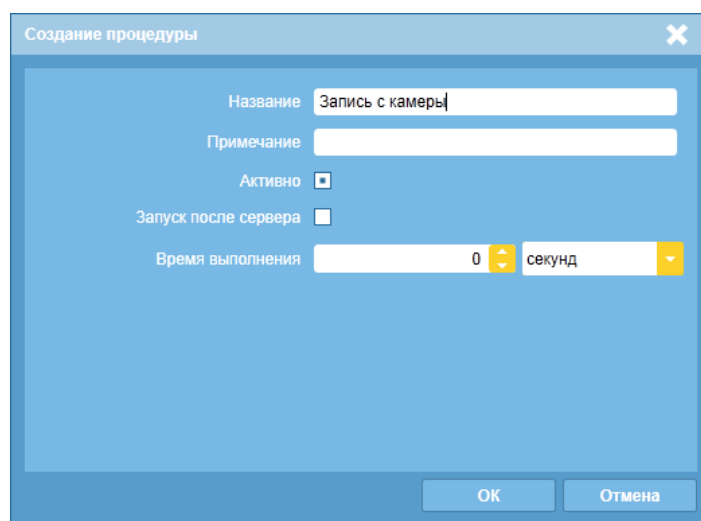 Создание процедуры
Название Запись с камеры
Примечание
Активно
Запуск после сервера
Время выполнения 0 секунд
ОК Отмена